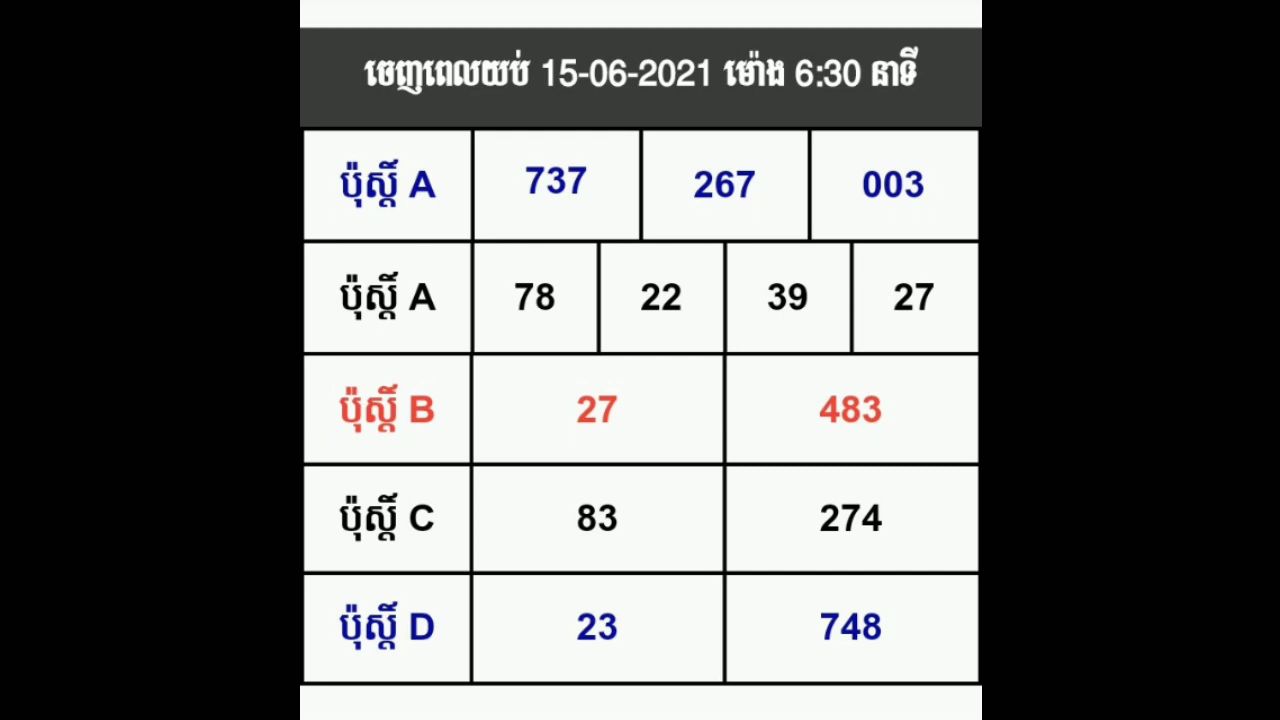 ចេញពេលយប់ 15-06-2021 ម៉ោង 6:30 នាទី
ប៉ុស្តិ៍ A 737 267 003
ប៉ុស្តិ៍ A 78 22 39 27
ប៉ុស្តិ៍ B 27 483
ប៉ុស្តិ៍ C 83 274
ប៉ុស្តិ៍ D 23 748